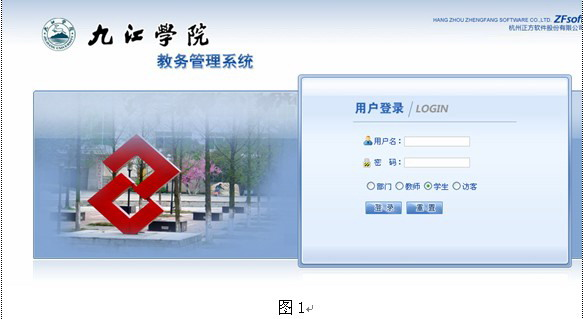 HANG ZHOU ZHENGFANG SOFTWARE CO., LTD. ZFsof
杭州正方软件股份有限公司
九江学院
教务管理系统
用户登录 / LOGIN
用户名:
密 码:
部门 教师 学生 访客
登录 重置
图 1